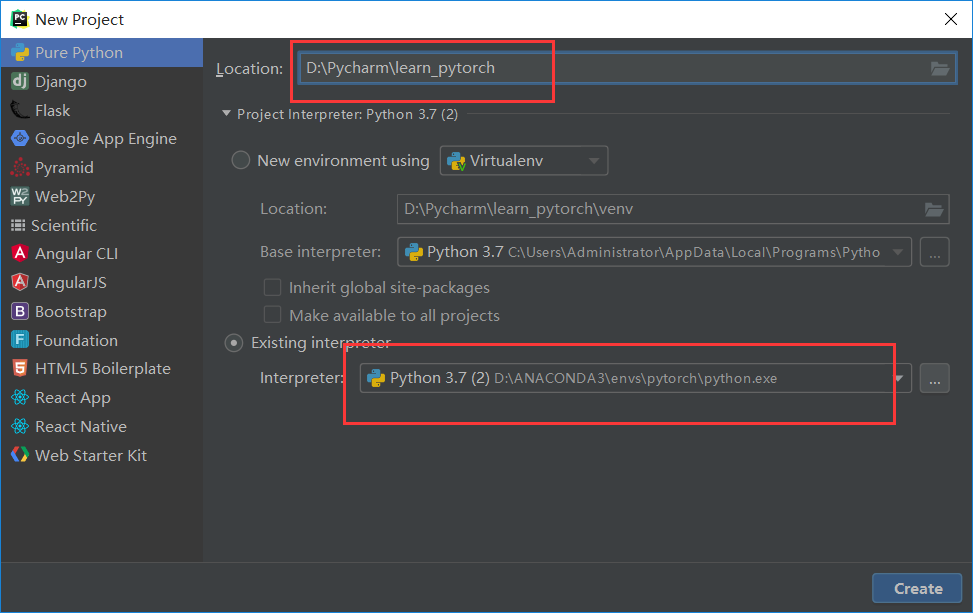 New Project
Pure Python
Django
Flask
Google App Engine
Pyramid
Web2Py
Scientific
Angular CLI
AngularJS
Bootstrap
Foundation
HTML5 Boilerplate
React App
React Native
Web Starter Kit
Location: D:\Pycharm\learn_pytorch
Project Interpreter: Python 3.7 (2)
New environment using Virtualenv
Location: D:\Pycharm\learn_pytorch\venv
Base interpreter: Python 3.7 C:\Users\Administrator\AppData\Local\Programs\Pytho ...
Inherit global site-packages
Make available to all projects
Existing interpreter
Interpreter: Python 3.7 (2) D:\ANACONDA3\envs\pytorch\python.exe ...
Create